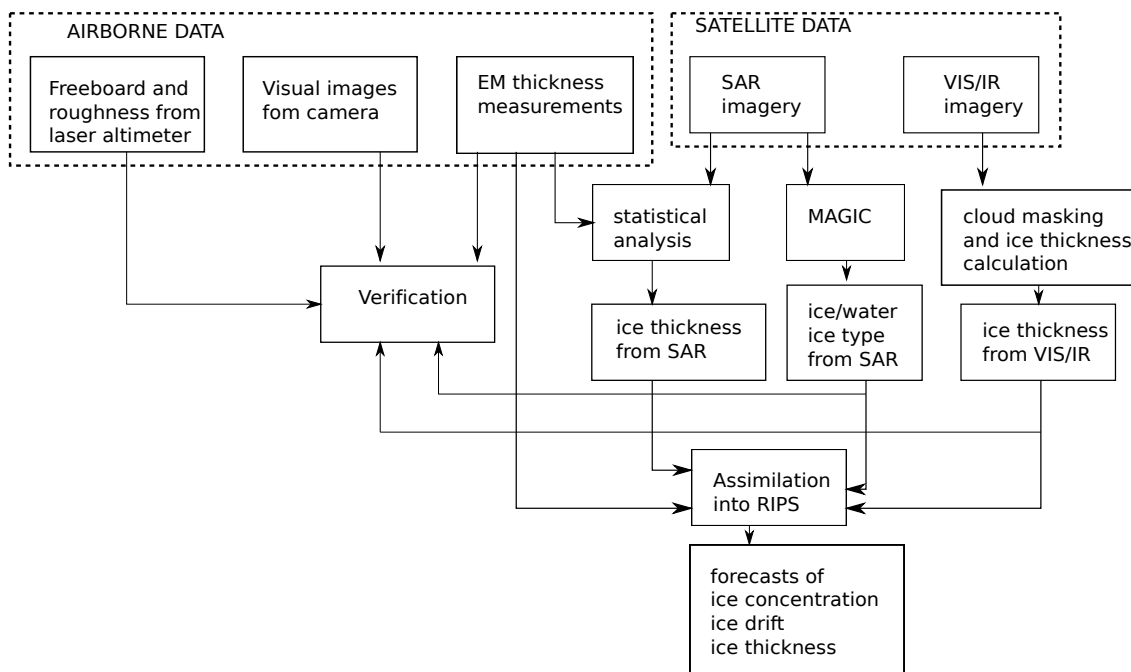 AIRBORNE DATA
Freeboard and
roughness from
laser altimeter
Visual images
fom camera
EM thickness
measurements
SATELLITE DATA
SAR
imagery
VIS/IR
imagery
statistical
analysis
MAGIC
cloud masking
and ice thickness
calculation
Verification
ice thickness
from SAR
ice/water
ice type
from SAR
ice thickness
from VIS/IR
Assimilation
into RIPS
forecasts of
ice concentration
ice drift
ice thickness